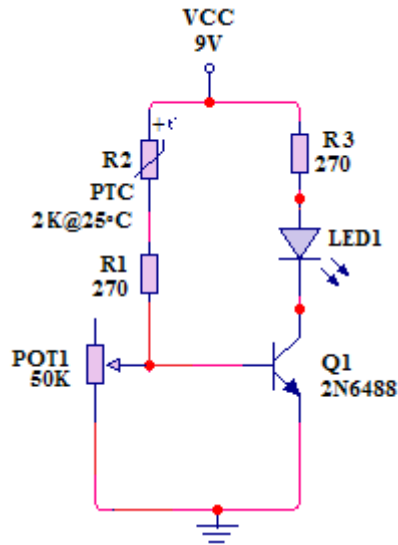 VCC
9V
+t°
R2
PTC
2K@25°C
R3
270
LED1
R1
270
POT1
50K
Q1
2N6488